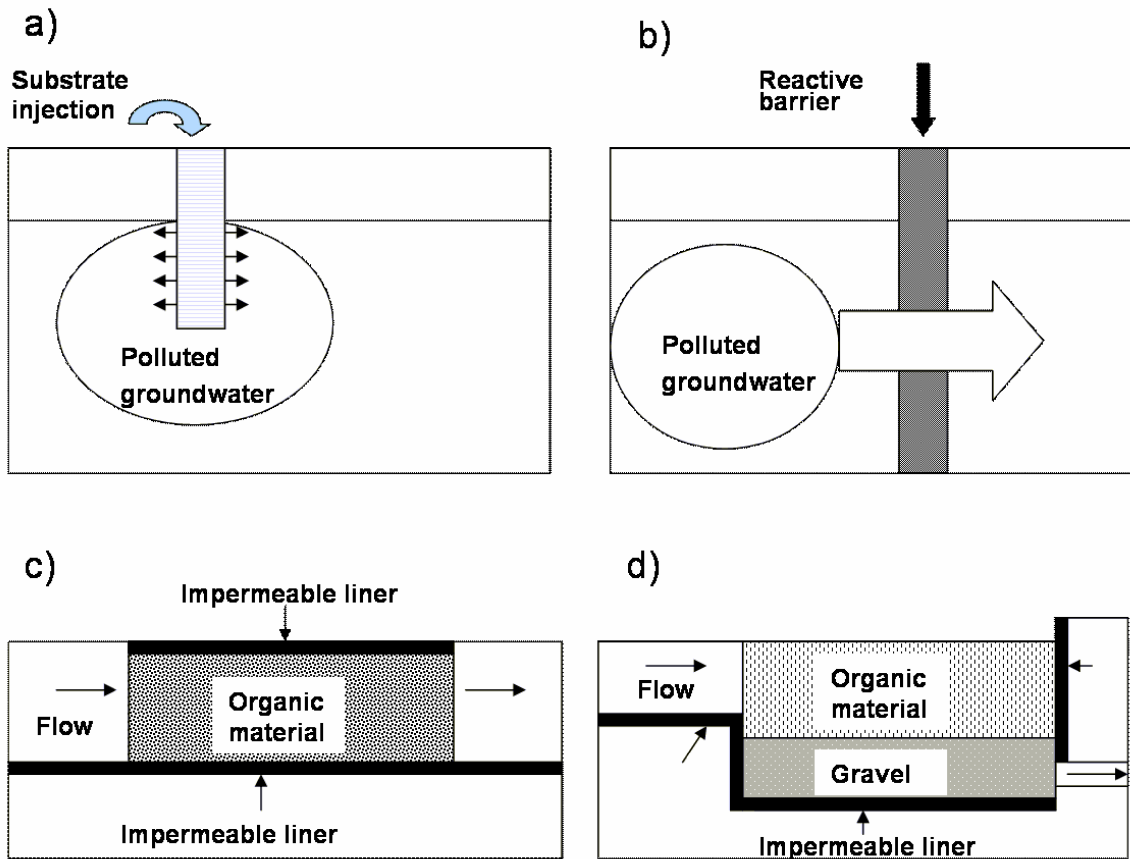 a)
Substrate
injection
Polluted
groundwater
b)
Reactive
barrier
Polluted
groundwater
c)
Impermeable liner
Organic
material
Flow
Impermeable liner
d)
Flow
Organic
material
Gravel
Impermeable liner